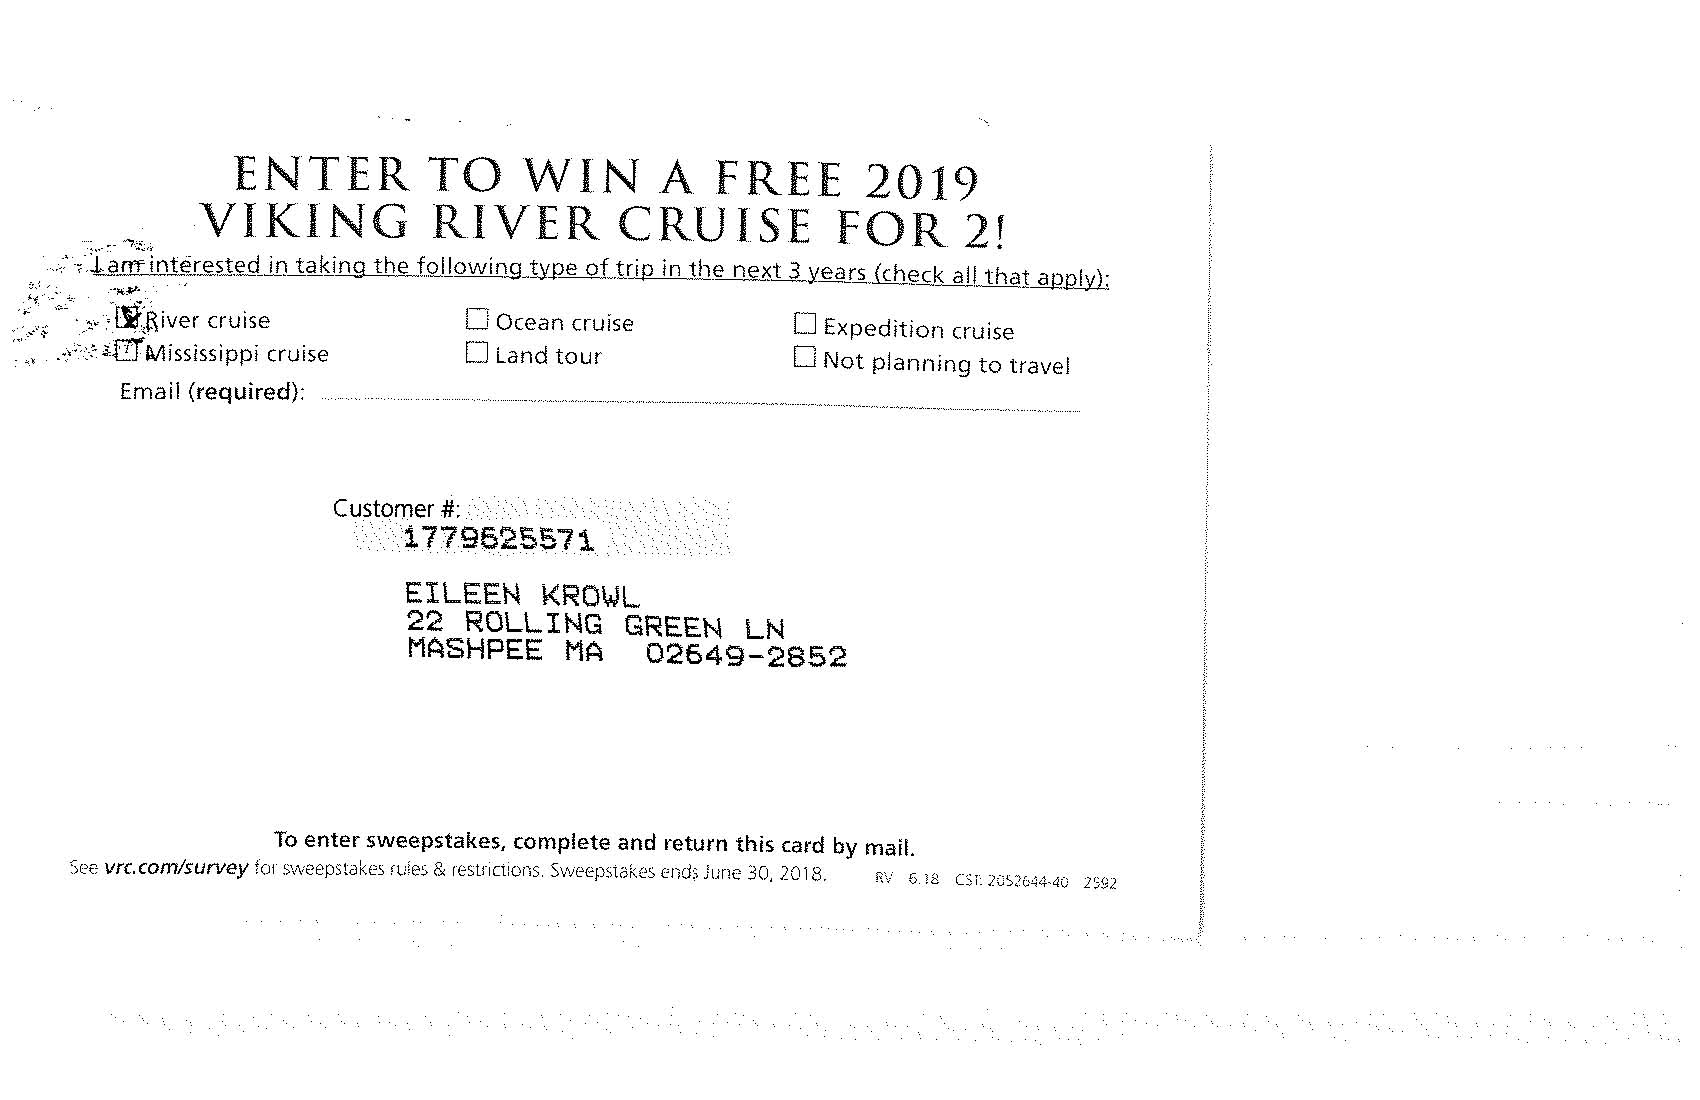 ENTER TO WIN A FREE 2019
VIKING RIVER CRUISE FOR 2!
I am interested in taking the following type of trip in the next 3 years (check all that apply):
River cruise
Ocean cruise
Expedition cruise
Mississippi cruise
Land tour
Not planning to travel
Email (required):
Customer #:
1779625571
EILEEN KROWL
22 ROLLING GREEN LN
MASHPEE MA 02649-2852
To enter sweepstakes, complete and return this card by mail.
See vrc.com/survey for sweepstakes rules & restrictions. Sweepstakes ends June 30, 2018. RV 6.18 CST: 2052644-40 2592